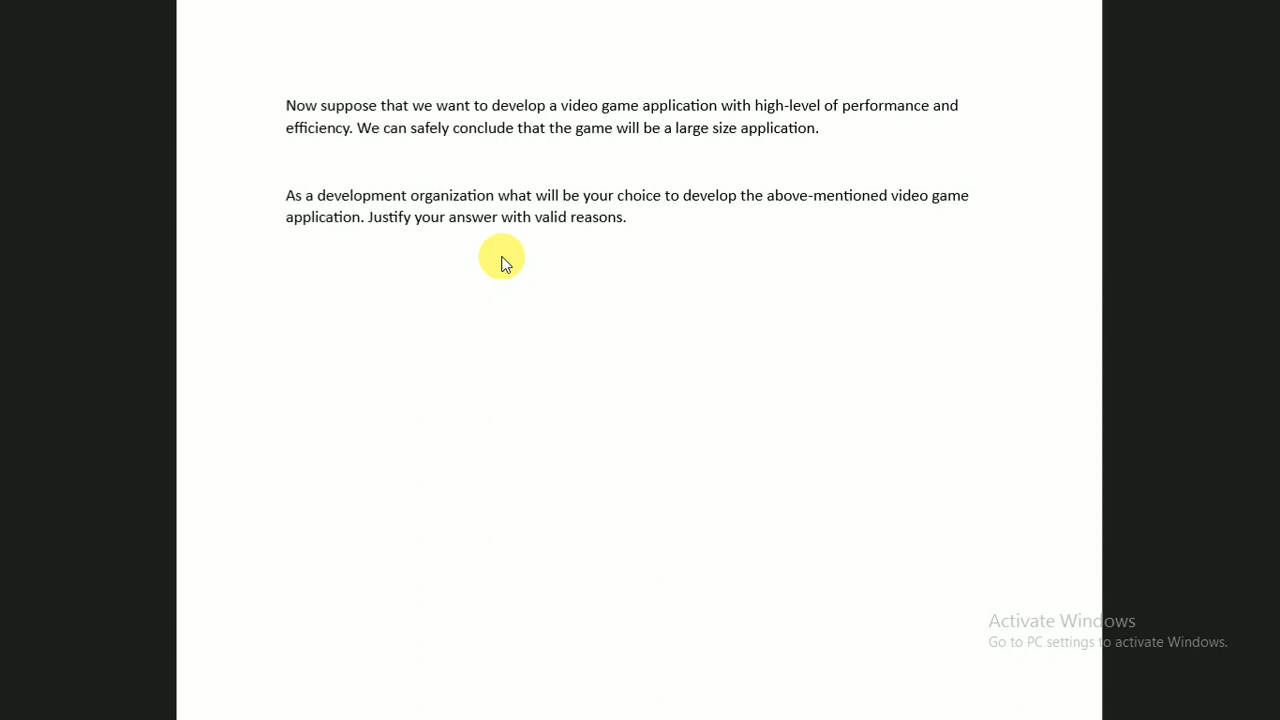 Now suppose that we want to develop a video game application with high-level of performance and
efficiency. We can safely conclude that the game will be a large size application.
As a development organization what will be your choice to develop the above-mentioned video game
application. Justify your answer with valid reasons.
Activate Windows
Go to PC settings to activate Windows.